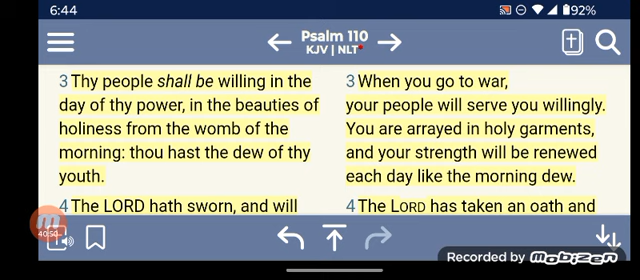 6:44
92%
Psalm 110
KJV | NLT
3 Thy people shall be willing in the
day of thy power, in the beauties of
holiness from the womb of the
morning: thou hast the dew of thy
youth.
4 The LORD hath sworn, and will
3 When you go to war,
your people will serve you willingly.
You are arrayed in holy garments,
and your strength will be renewed
each day like the morning dew.
4 The LORD has taken an oath and
M
40:50
Recorded by Mobizen